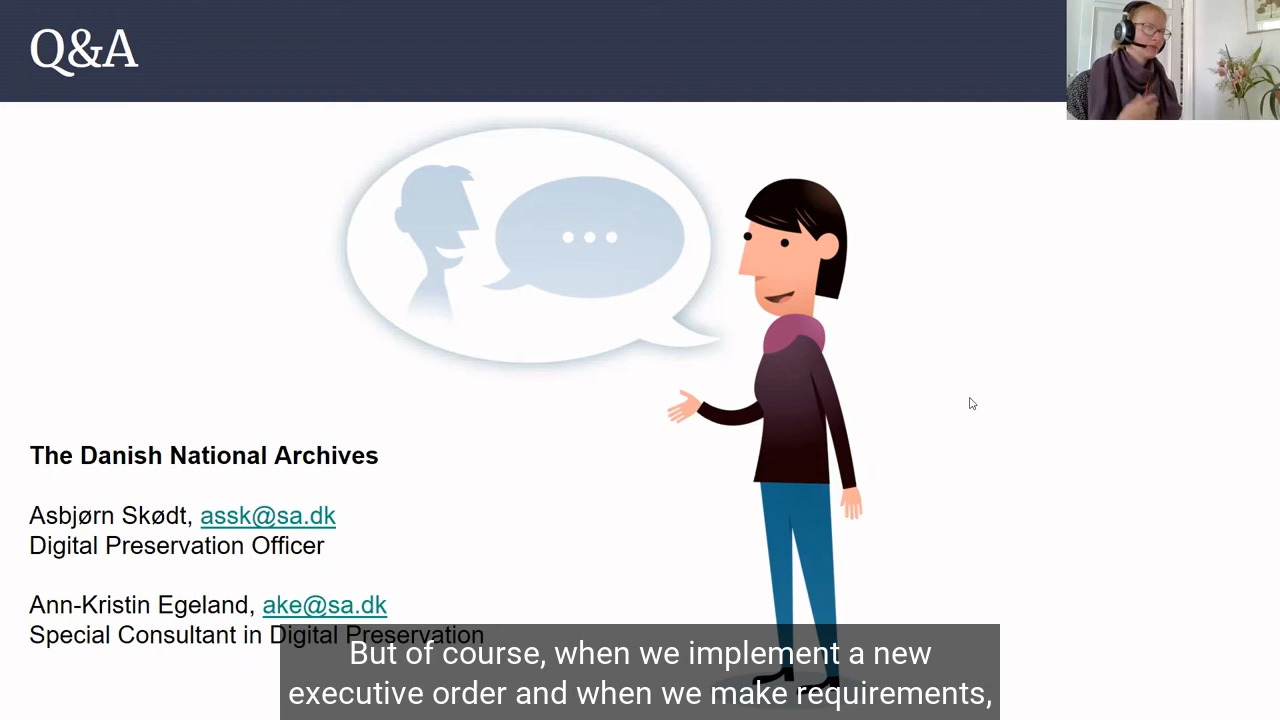 Q&A
The Danish National Archives
Asbjørn Skødt, assk@sa.dk
Digital Preservation Officer
Ann-Kristin Egeland, ake@sa.dk
Special Consultant in Digital Preservation
But of course, when we implement a new
executive order and when we make requirements,